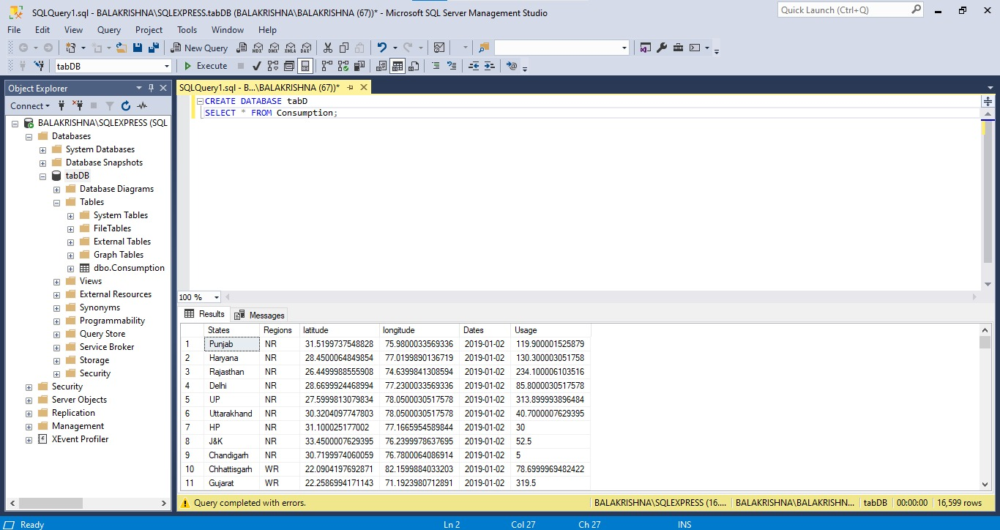 SQLQuery1.sql - BALAKRISHNA\SQLEXPRESS.tabDB (BALAKRISHNA\BALAKRISHNA (67))* - Microsoft SQL Server Management Studio
Quick Launch (Ctrl+Q)
File Edit View Query Project Tools Window Help
New Query MDX DMX XMLA DAX
tabDB Execute
Object Explorer
Connect
BALAKRISHNA\SQLEXPRESS (SQL
Databases
System Databases
Database Snapshots
tabDB
Database Diagrams
Tables
System Tables
FileTables
External Tables
Graph Tables
dbo.Consumption
Views
External Resources
Synonyms
Programmability
Query Store
Service Broker
Storage
Security
Security
Server Objects
Replication
Management
XEvent Profiler
SQLQuery1.sql - B...\BALAKRISHNA (67))*
CREATE DATABASE tabD
SELECT * FROM Consumption;
100 %
Results Messages
States Regions latitude longitude Dates Usage
1 Punjab NR 31.5199737548828 75.9800033569336 2019-01-02 119.900001525879
2 Haryana NR 28.4500064849854 77.0199890136719 2019-01-02 130.300003051758
3 Rajasthan NR 26.4499988555908 74.6399841308594 2019-01-02 234.100006103516
4 Delhi NR 28.6699924468994 77.2300033569336 2019-01-02 85.8000030517578
5 UP NR 27.5999813079834 78.0500030517578 2019-01-02 313.899993896484
6 Uttarakhand NR 30.3204097747803 78.0500030517578 2019-01-02 40.7000007629395
7 HP NR 31.100025177002 77.1665954589844 2019-01-02 30
8 J&K NR 33.4500007629395 76.2399978637695 2019-01-02 52.5
9 Chandigarh NR 30.7199974060059 76.7800064086914 2019-01-02 5
10 Chhattisgarh WR 22.0904197692871 82.1599884033203 2019-01-02 78.6999969482422
11 Gujarat WR 22.2586994171143 71.1923980712891 2019-01-02 319.5
Query completed with errors. BALAKRISHNA\SQLEXPRESS (16.... BALAKRISHNA\BALAKRISHN... tabDB 00:00:00 16,599 rows
Ready Ln 2 Col 27 Ch 27 INS